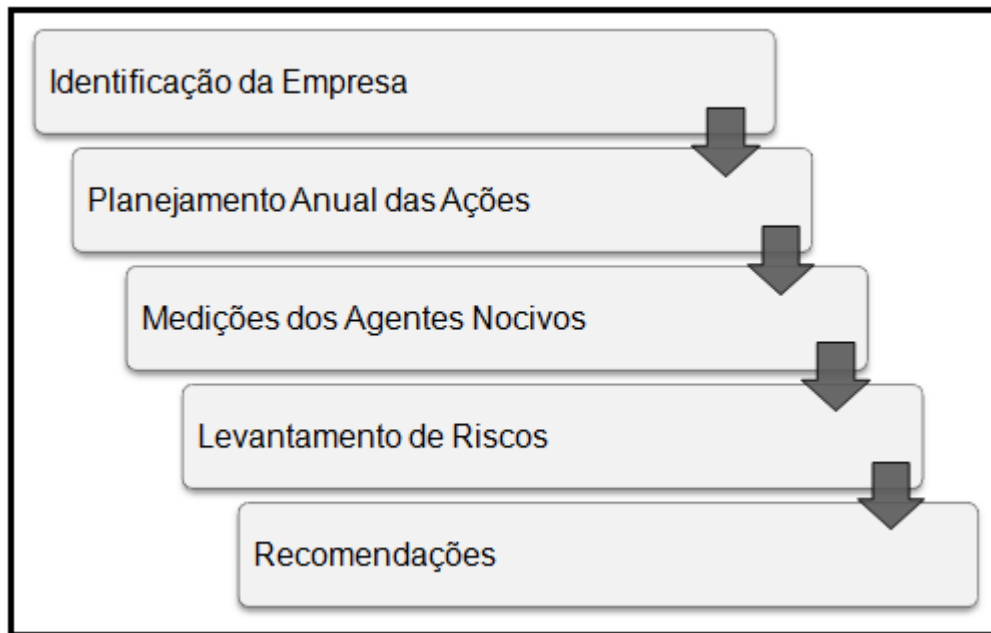 Identificação da Empresa
Planejamento Anual das Ações
Medições dos Agentes Nocivos
Levantamento de Riscos
Recomendações